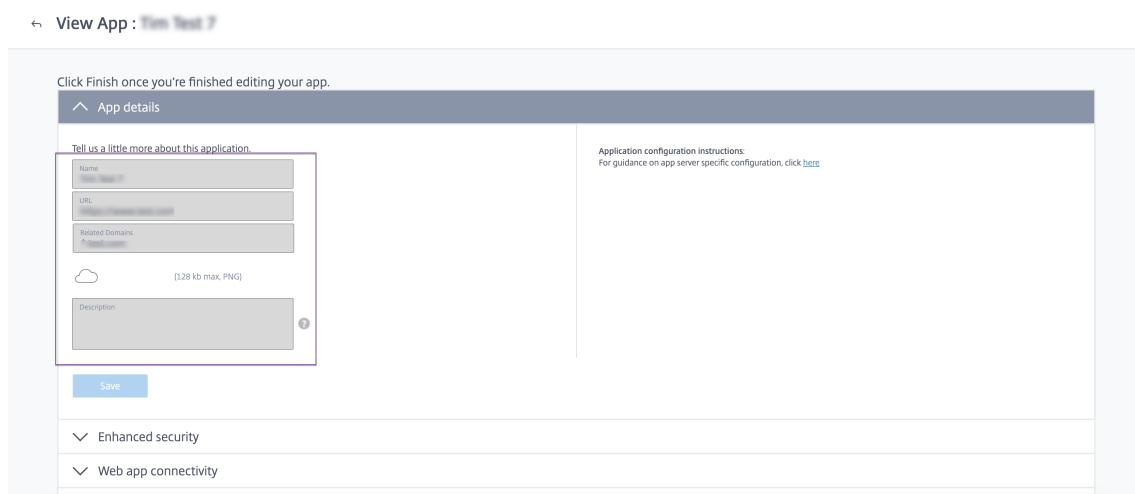 View App :
Click Finish once you're finished editing your app.
App details
Tell us a little more about this application.
Name
URL
Related Domains
(128 kb max, PNG)
Description
?
Save
Application configuration instructions:
For guidance on app server specific configuration, click here
Enhanced security
Web app connectivity